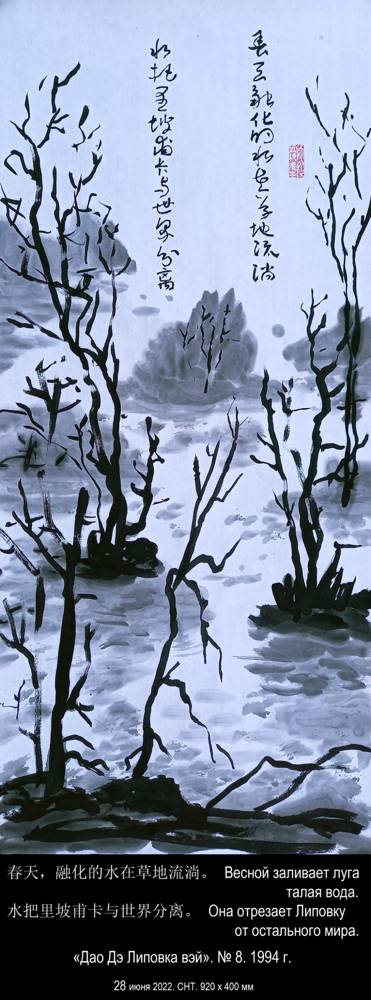 春天融化的水在草地流淌
水把里坡甫卡与世界分离
春天，融化的水在草地流淌。 Весной заливает луга
талая вода.
水把里坡甫卡与世界分离。 Она отрезает Липовку
от остального мира.
«Дао Дэ Липовка вэй». № 8. 1994 г.
28 июня 2022. СНТ. 920 х 400 мм